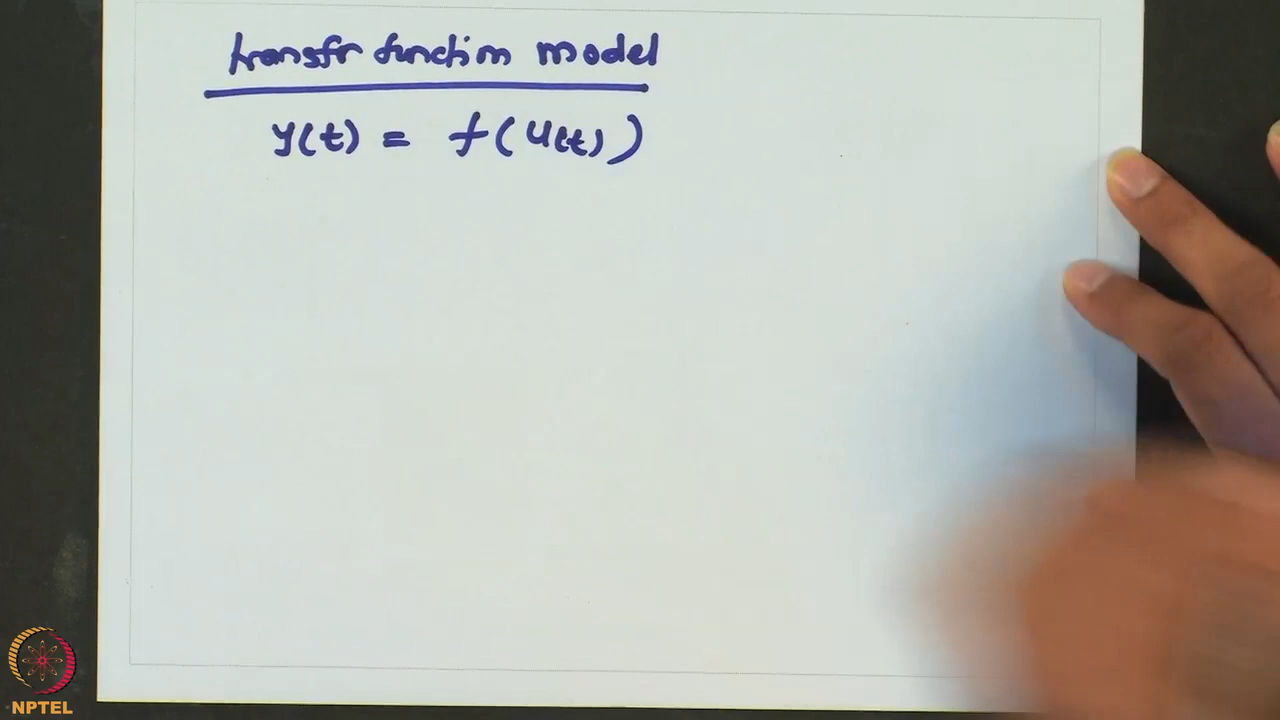 transfr function model
y(t) = f(u(t))
NPTEL